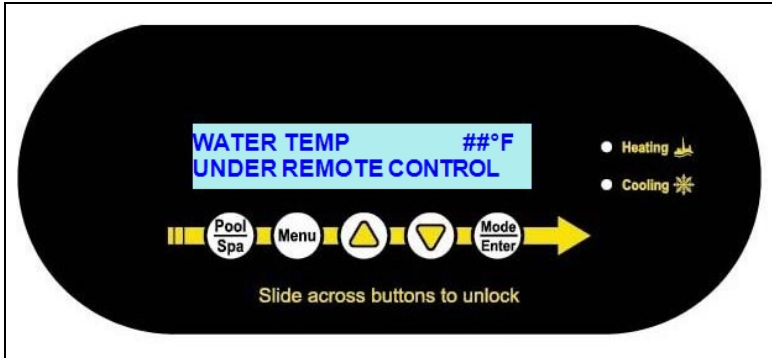 WATER TEMP ##°F
UNDER REMOTE CONTROL
Heating
Cooling
Pool Spa Menu Mode Enter
Slide across buttons to unlock